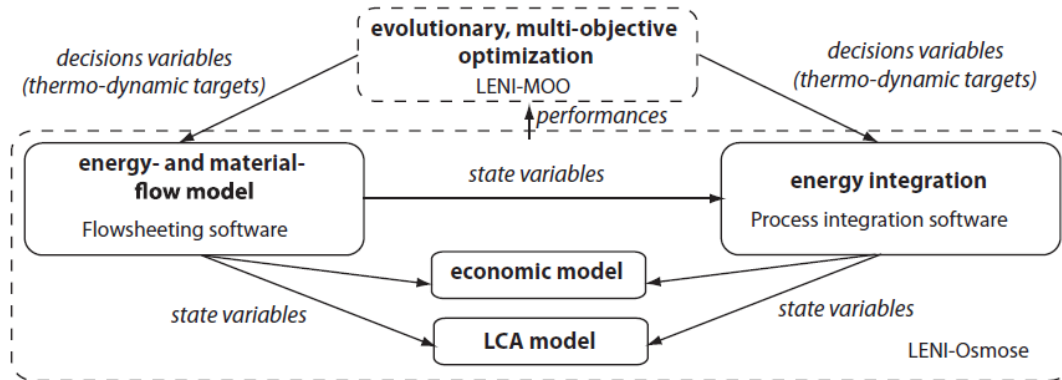 evolutionary, multi-objective
optimization
LENI-MOO
decisions variables
(thermo-dynamic targets)
decisions variables
(thermo-dynamic targets)
performances
energy- and material-
flow model
Flowsheeting software
state variables
energy integration
Process integration software
economic model
state variables
state variables
LCA model
LENI-Osmose